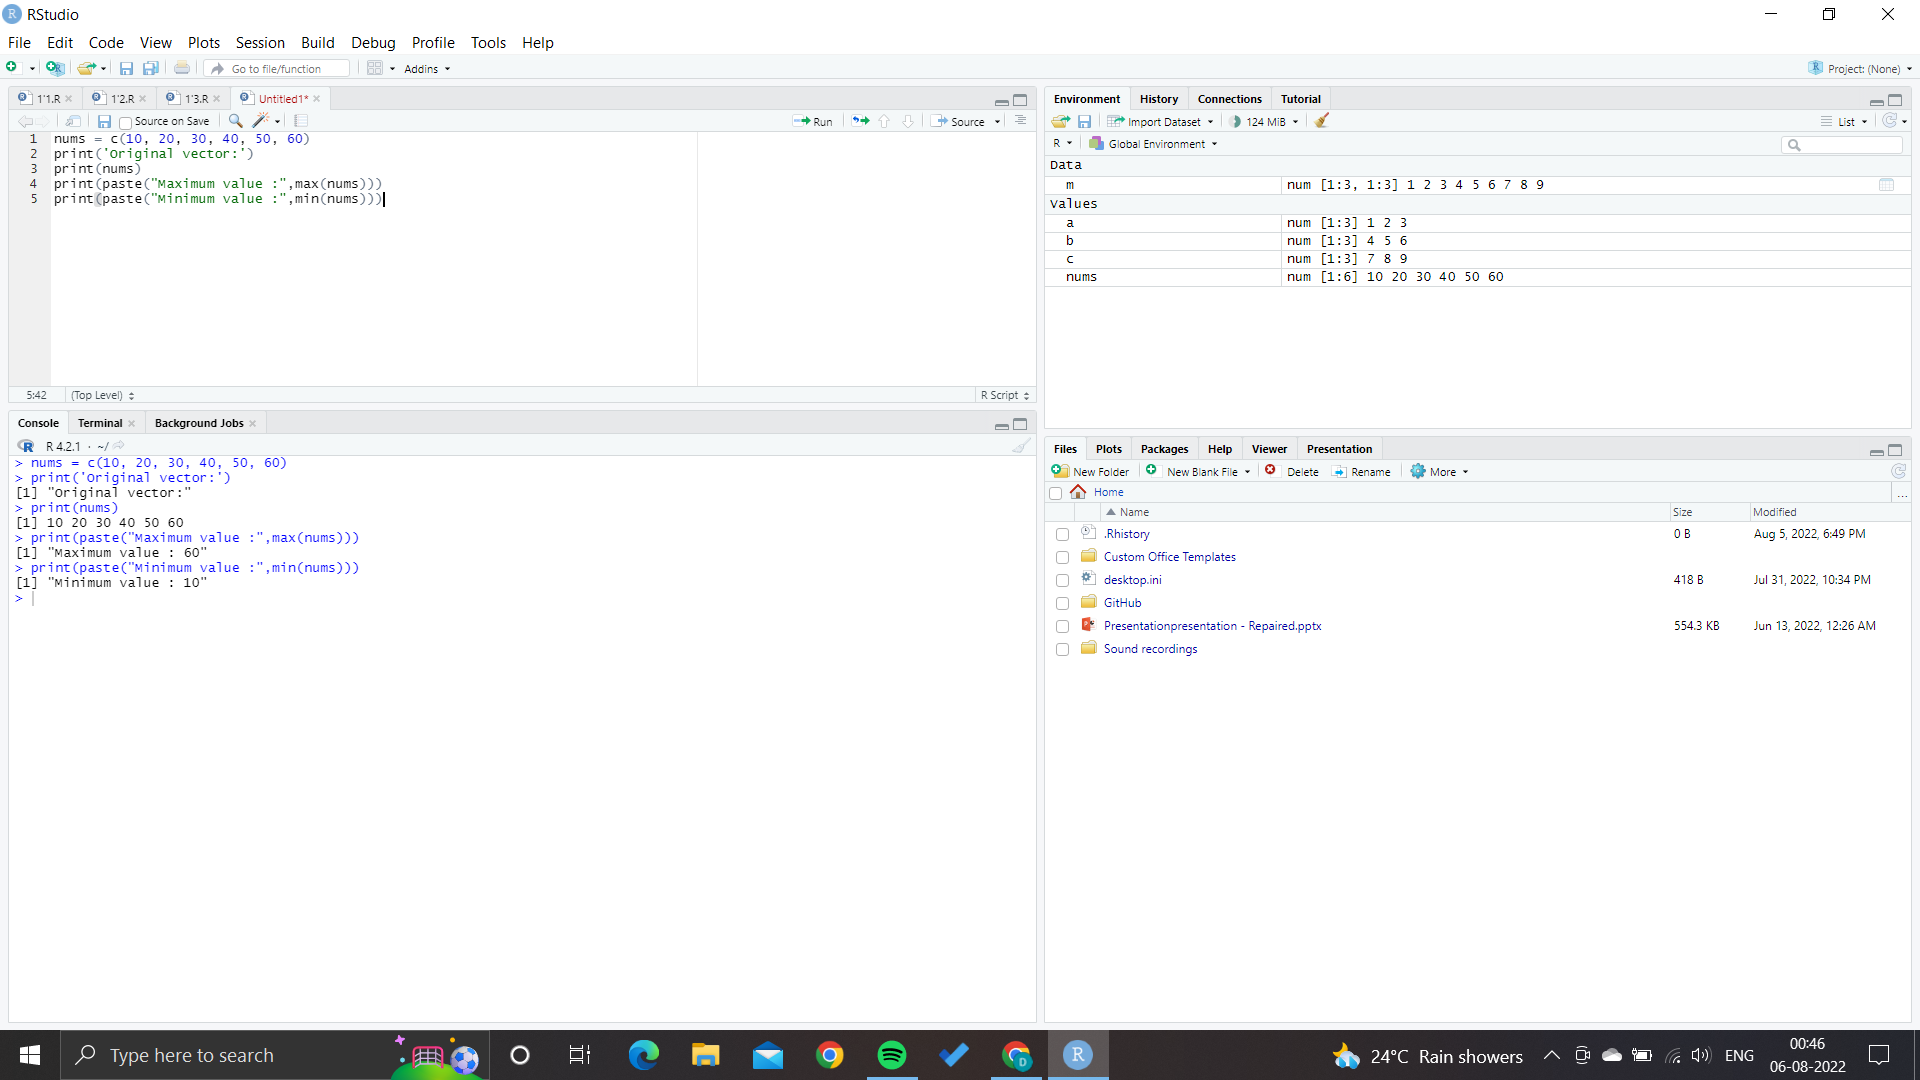 RStudio
File Edit Code View Plots Session Build Debug Profile Tools Help
Go to file/function Addins Project: (None)
1'1.R 1'2.R 1'3.R Untitled1*
Source on Save Run Source
1 nums = c(10, 20, 30, 40, 50, 60)
2 print('Original vector:')
3 print(nums)
4 print(paste("Maximum value :",max(nums)))
5 print(paste("Minimum value :",min(nums)))
5:42 (Top Level) R Script
Console Terminal Background Jobs
R 4.2.1 · ~/
> nums = c(10, 20, 30, 40, 50, 60)
> print('Original vector:')
[1] "Original vector:"
> print(nums)
[1] 10 20 30 40 50 60
> print(paste("Maximum value :",max(nums)))
[1] "Maximum value : 60"
> print(paste("Minimum value :",min(nums)))
[1] "Minimum value : 10"
>
Environment History Connections Tutorial
Import Dataset 124 MiB List
R Global Environment
Data
m num [1:3, 1:3] 1 2 3 4 5 6 7 8 9
Values
a num [1:3] 1 2 3
b num [1:3] 4 5 6
c num [1:3] 7 8 9
nums num [1:6] 10 20 30 40 50 60
Files Plots Packages Help Viewer Presentation
New Folder New Blank File Delete Rename More
Home ...
Name Size Modified
.Rhistory 0 B Aug 5, 2022, 6:49 PM
Custom Office Templates
desktop.ini 418 B Jul 31, 2022, 10:34 PM
GitHub
Presentationpresentation - Repaired.pptx 554.3 KB Jun 13, 2022, 12:26 AM
Sound recordings
Type here to search
24°C Rain showers ENG 00:46
06-08-2022